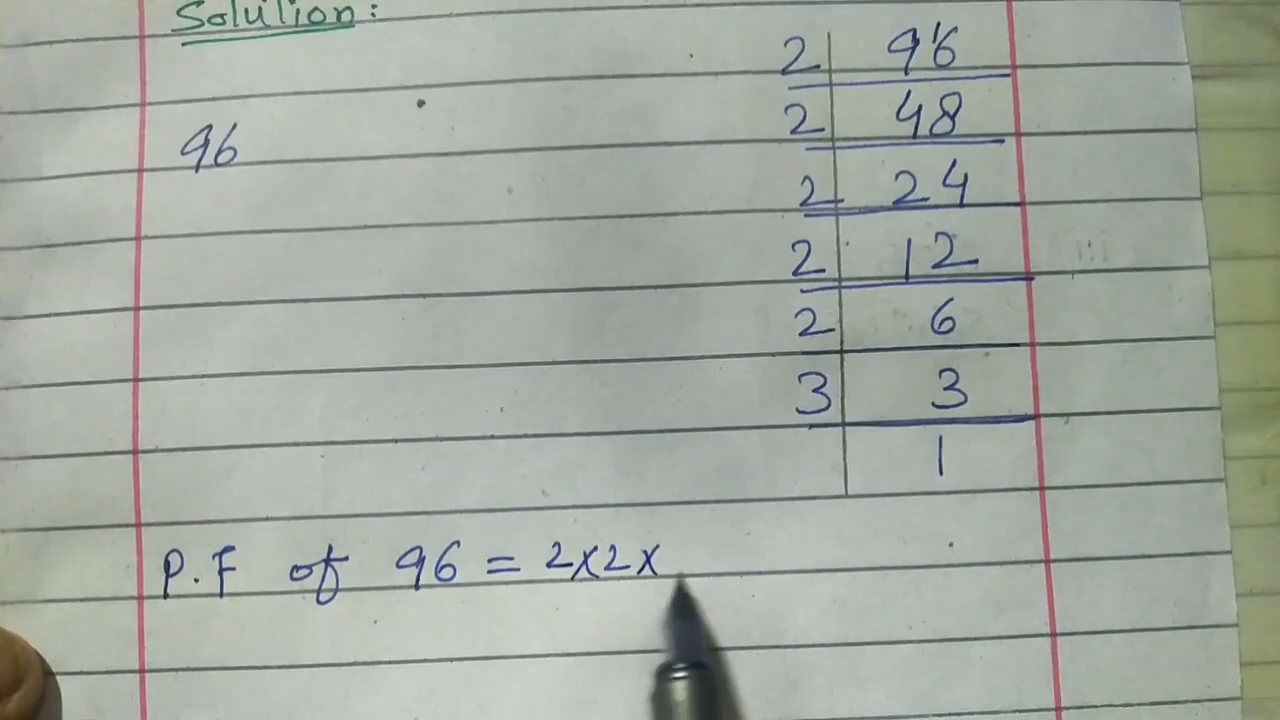 Solution:
96
2 | 96
2 | 48
2 | 24
2 | 12
2 | 6
3 | 3
| 1
P.F of 96 = 2x2x